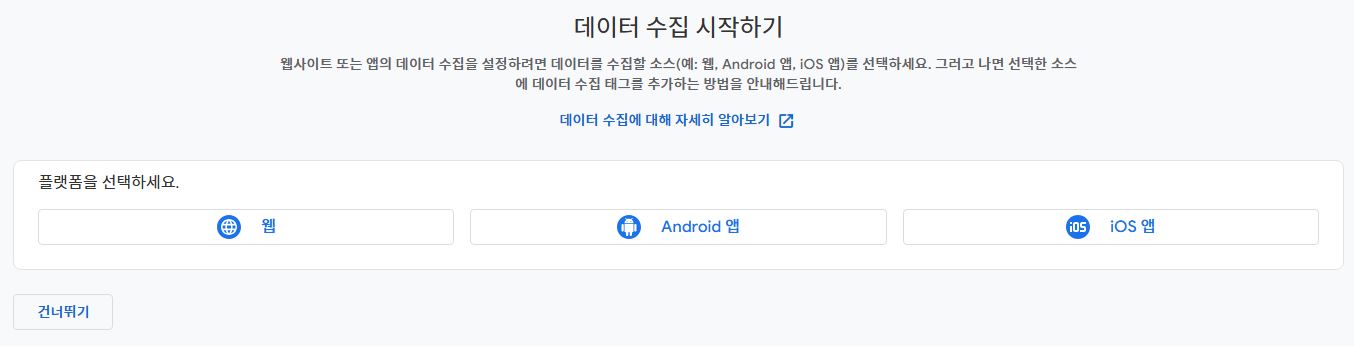 데이터 수집 시작하기
웹사이트 또는 앱의 데이터 수집을 설정하려면 데이터를 수집할 소스(예: 웹, Android 앱, iOS 앱)를 선택하세요. 그러고 나면 선택한 소스
에 데이터 수집 태그를 추가하는 방법을 안내해드립니다.
데이터 수집에 대해 자세히 알아보기
플랫폼을 선택하세요.
웹
Android 앱
iOS iOS 앱
건너뛰기